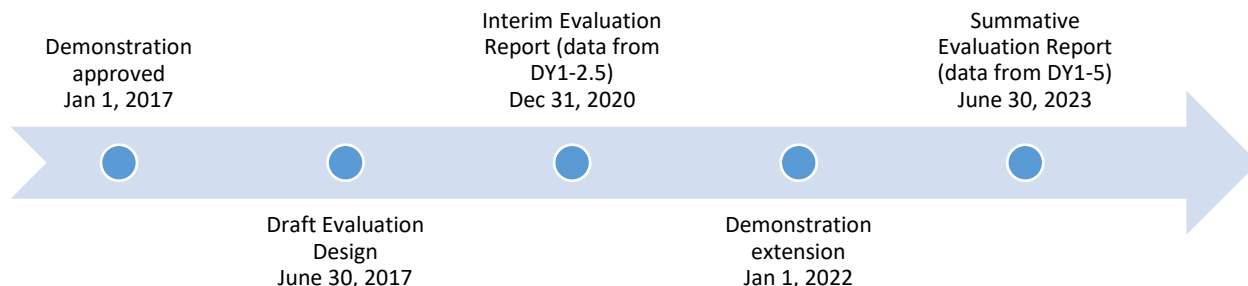 Demonstration
approved
Jan 1, 2017
Draft Evaluation
Design
June 30, 2017
Interim Evaluation
Report (data from
DY1-2.5)
Dec 31, 2020
Demonstration
extension
Jan 1, 2022
Summative
Evaluation Report
(data from DY1-5)
June 30, 2023